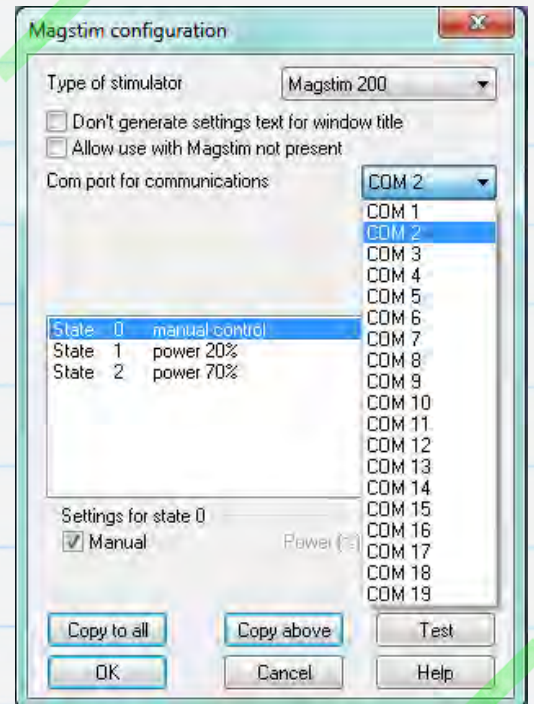 Magstim configuration
Type of stimulator Magstim 200
Don't generate settings text for window title
Allow use with Magstim not present
Com port for communications COM 2
COM 1
COM 2
COM 3
COM 4
COM 5
COM 6
COM 7
COM 8
COM 9
COM 10
COM 11
COM 12
COM 13
COM 14
COM 15
COM 16
COM 17
COM 18
COM 19
State 0 manual control
State 1 power 20%
State 2 power 70%
Settings for state 0
Manual Power (%)
Copy to all Copy above Test
OK Cancel Help